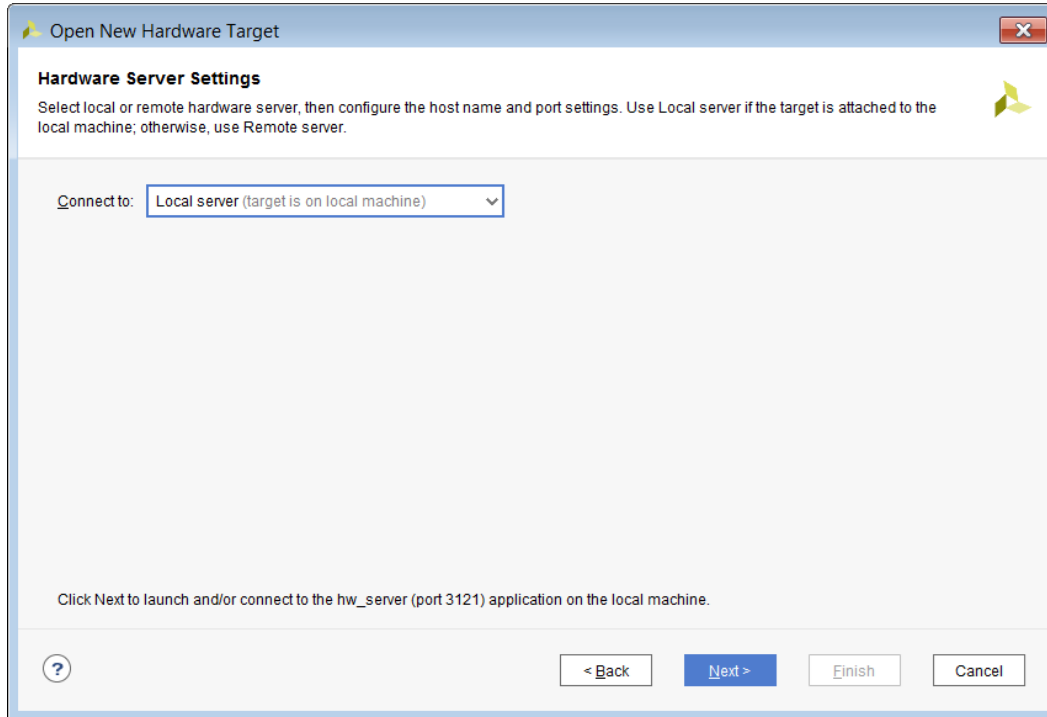 Open New Hardware Target
Hardware Server Settings
Select local or remote hardware server, then configure the host name and port settings. Use Local server if the target is attached to the
local machine; otherwise, use Remote server.
Connect to: Local server (target is on local machine)
Click Next to launch and/or connect to the hw_server (port 3121) application on the local machine.
? < Back Next > Finish Cancel